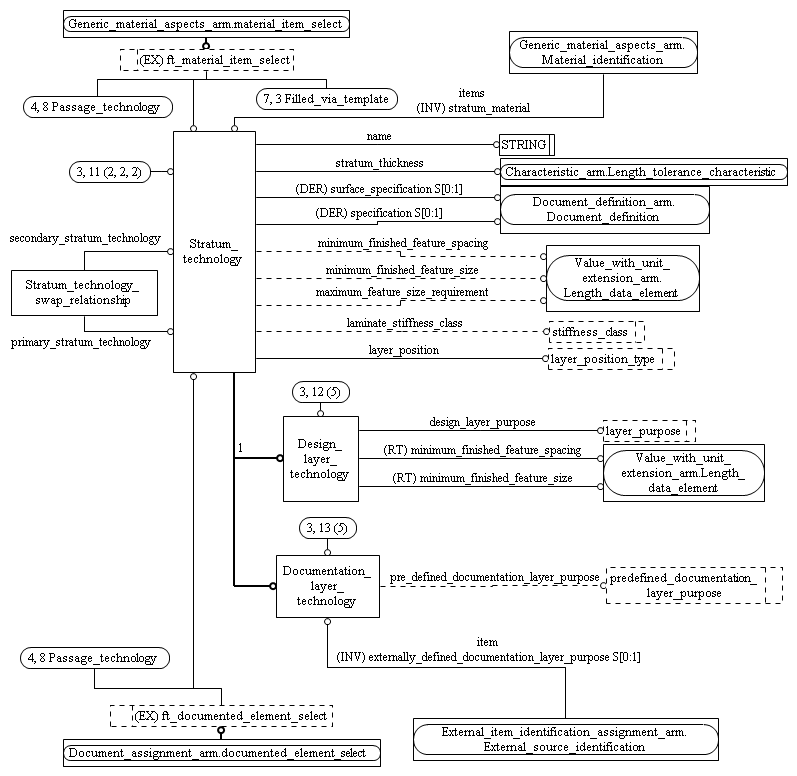 Generic_material_aspects_arm.material_item_select
(EX) ft_material_item_select
Generic_material_aspects_arm.
Material_identification
4, 8 Passage_technology
7, 3 Filled_via_template
items
(INV) stratum_material
name
STRING
stratum_thickness
Characteristic_arm.Length_tolerance_characteristic
3, 11 (2, 2, 2)
(DER) surface_specification S[0:1]
Document_definition_arm.
Document_definition
(DER) specification S[0:1]
Stratum_
technology
secondary_stratum_technology
minimum_finished_feature_spacing
Value_with_unit_
extension_arm.
Length_data_element
minimum_finished_feature_size
maximum_feature_size_requirement
Stratum_technology_
swap_relationship
laminate_stiffness_class
stiffness_class
primary_stratum_technology
layer_position
layer_position_type
3, 12 (5)
1
Design_
layer_
technology
design_layer_purpose
layer_purpose
(RT) minimum_finished_feature_spacing
(RT) minimum_finished_feature_size
Value_with_unit_
extension_arm.Length_
data_element
3, 13 (5)
Documentation_
layer_
technology
pre_defined_documentation_layer_purpose
predefined_documentation_
layer_purpose
item
(INV) externally_defined_documentation_layer_purpose S[0:1]
4, 8 Passage_technology
(EX) ft_documented_element_select
Document_assignment_arm.documented_element_select
External_item_identification_assignment_arm.
External_source_identification